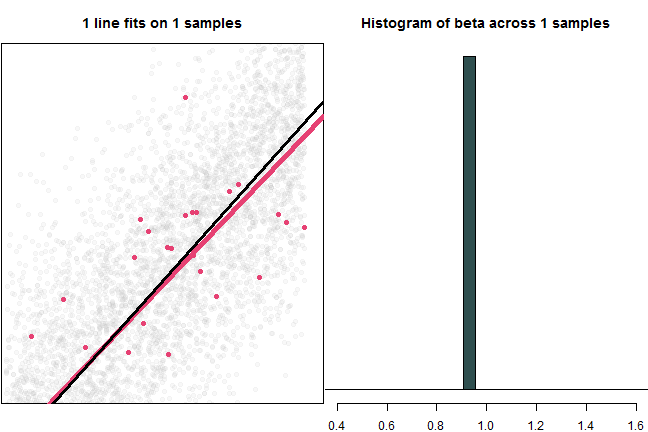 1 line fits on 1 samples
Histogram of beta across 1 samples
0.4 0.6 0.8 1.0 1.2 1.4 1.6